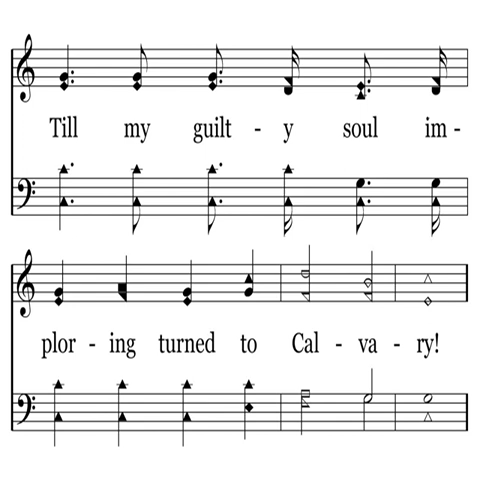 Till my guilt - y soul im -
plor - ing turned to Cal - va - ry!